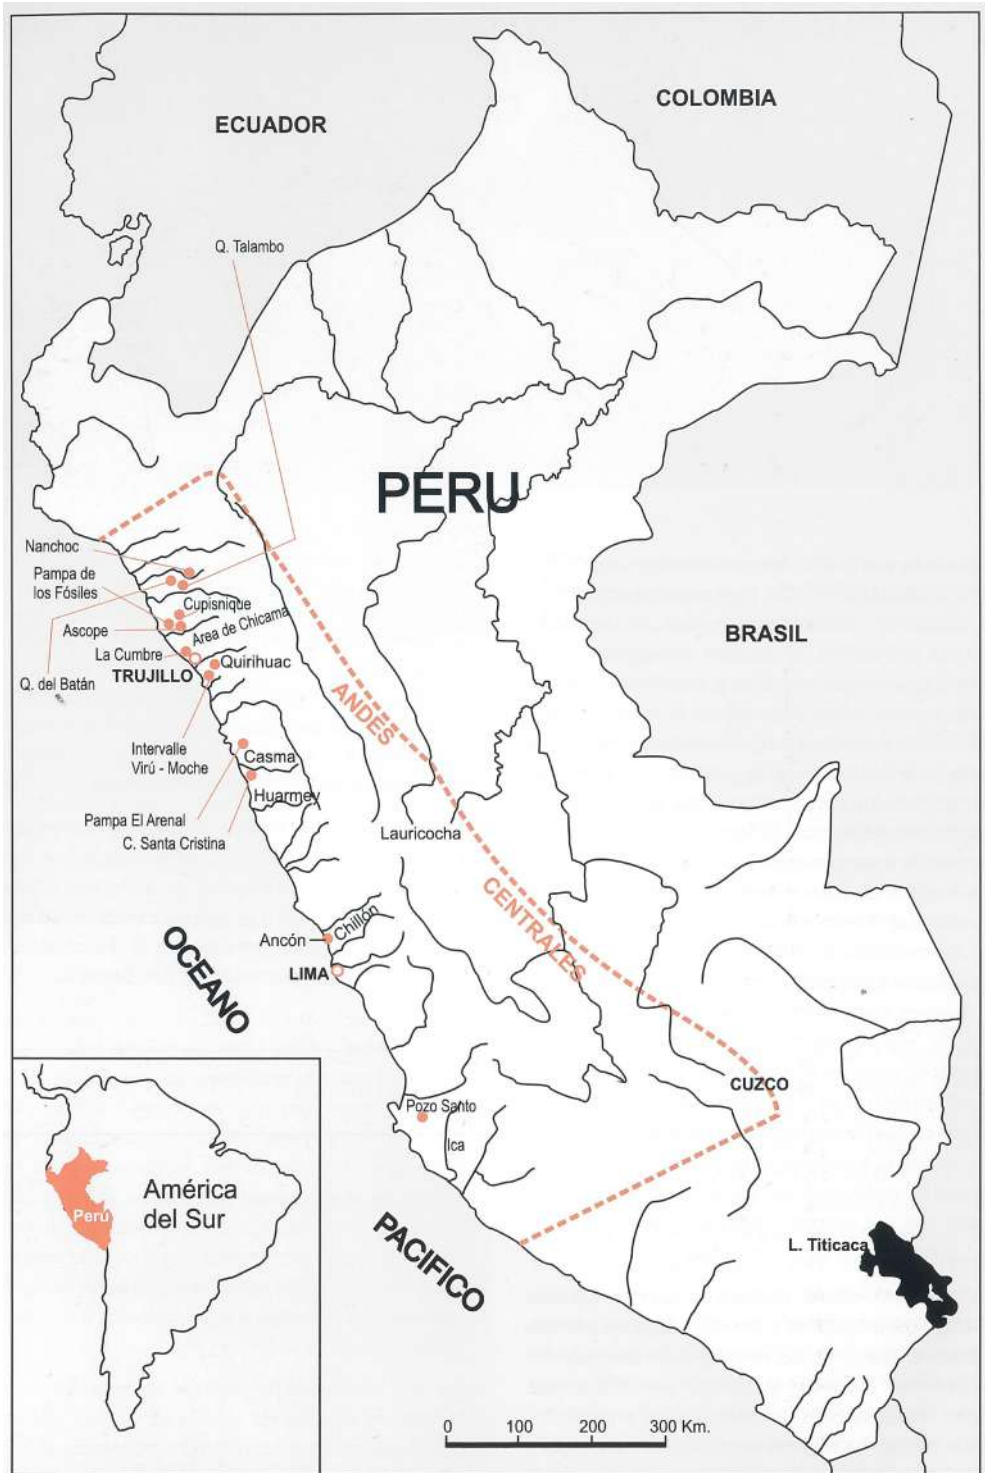 COLOMBIA
ECUADOR
Q. Talambo
PERU
Nanchoc
Pampa de
los Fósiles
Cupisnique
Ascope
Area de Chicama
BRASIL
La Cumbre
Quirihuac
TRUJILLO
Q. del Batán
ANDES
Intervalle
Virú - Moche
Casma
Huarmey
Pampa El Arenal
C. Santa Cristina
Lauricocha
CENTRALES
Chillón
Ancón
LIMA
OCEANO
CUZCO
Pozo Santo
Ica
América
del Sur
Perú
PACIFICO
L. Titicaca
0 100 200 300 Km.